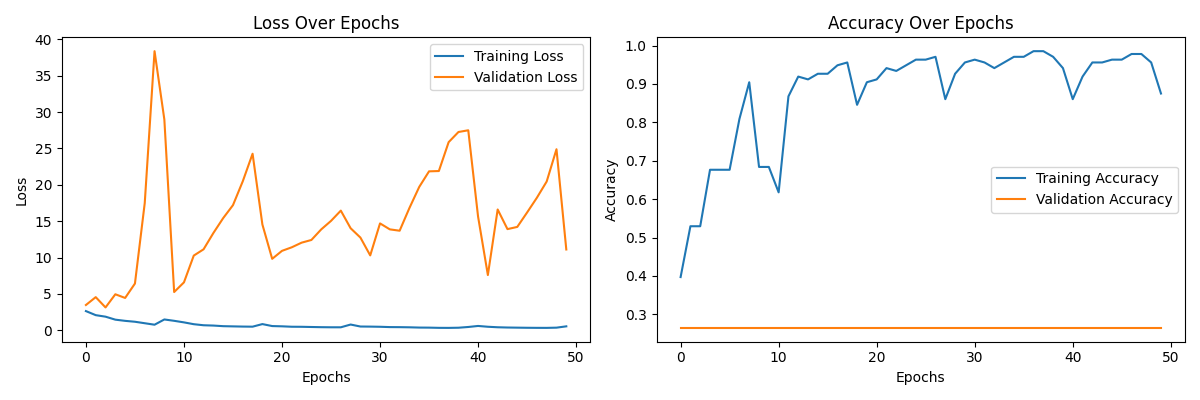 Loss Over Epochs
40
35
30
25
20
15
10
5
0
Loss
Training Loss
Validation Loss
0 10 20 30 40 50
Epochs
Accuracy Over Epochs
1.0
0.9
0.8
0.7
0.6
0.5
0.4
0.3
Accuracy
Training Accuracy
Validation Accuracy
0 10 20 30 40 50
Epochs